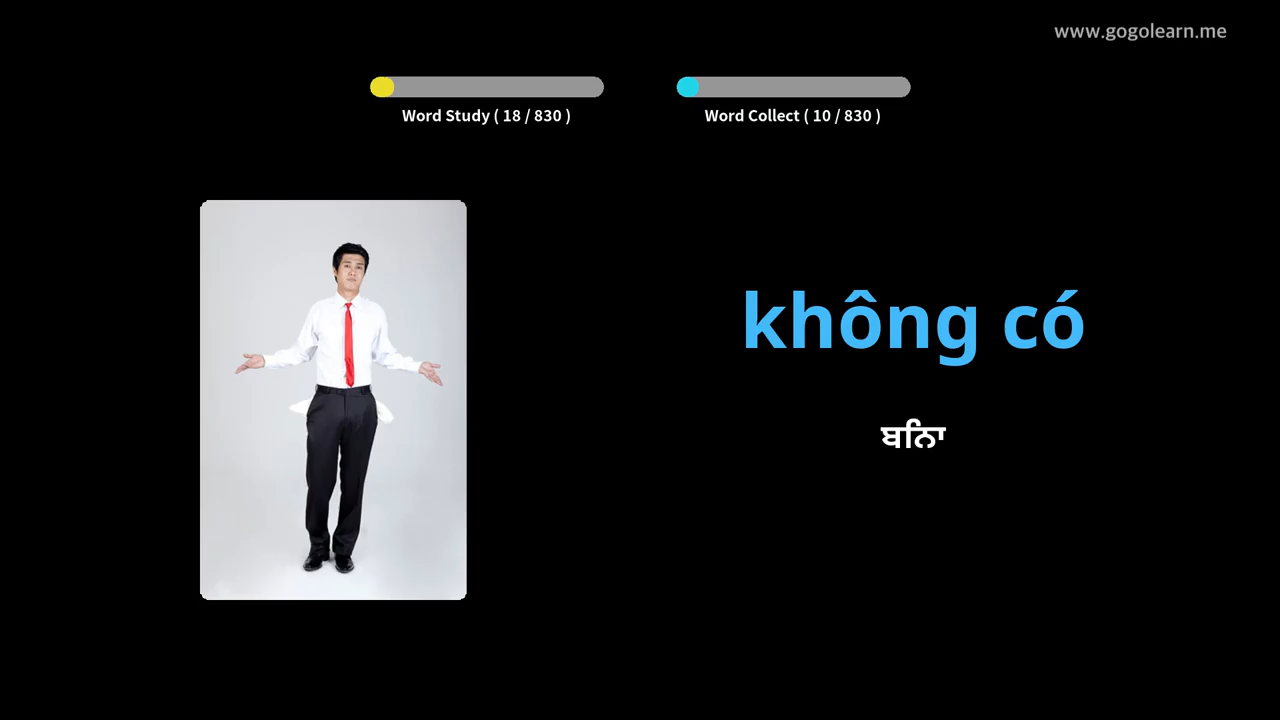 www.gogolearn.me
Word Study ( 18 / 830 )
Word Collect ( 10 / 830 )
không có
ਬਿਨਾ